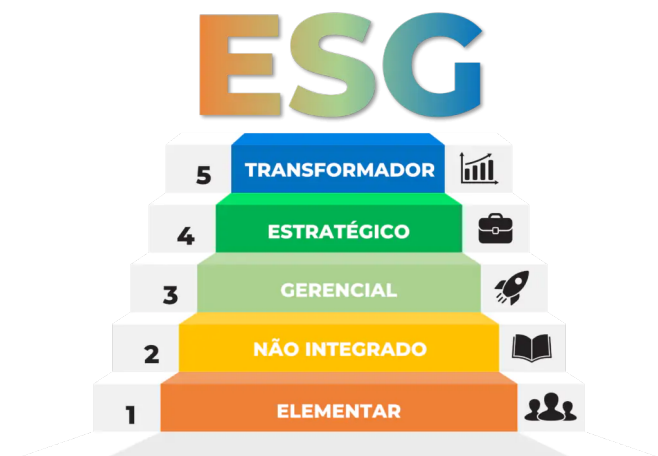 ESG
5 TRANSFORMADOR
4 ESTRATÉGICO
3 GERENCIAL
2 NÃO INTEGRADO
1 ELEMENTAR